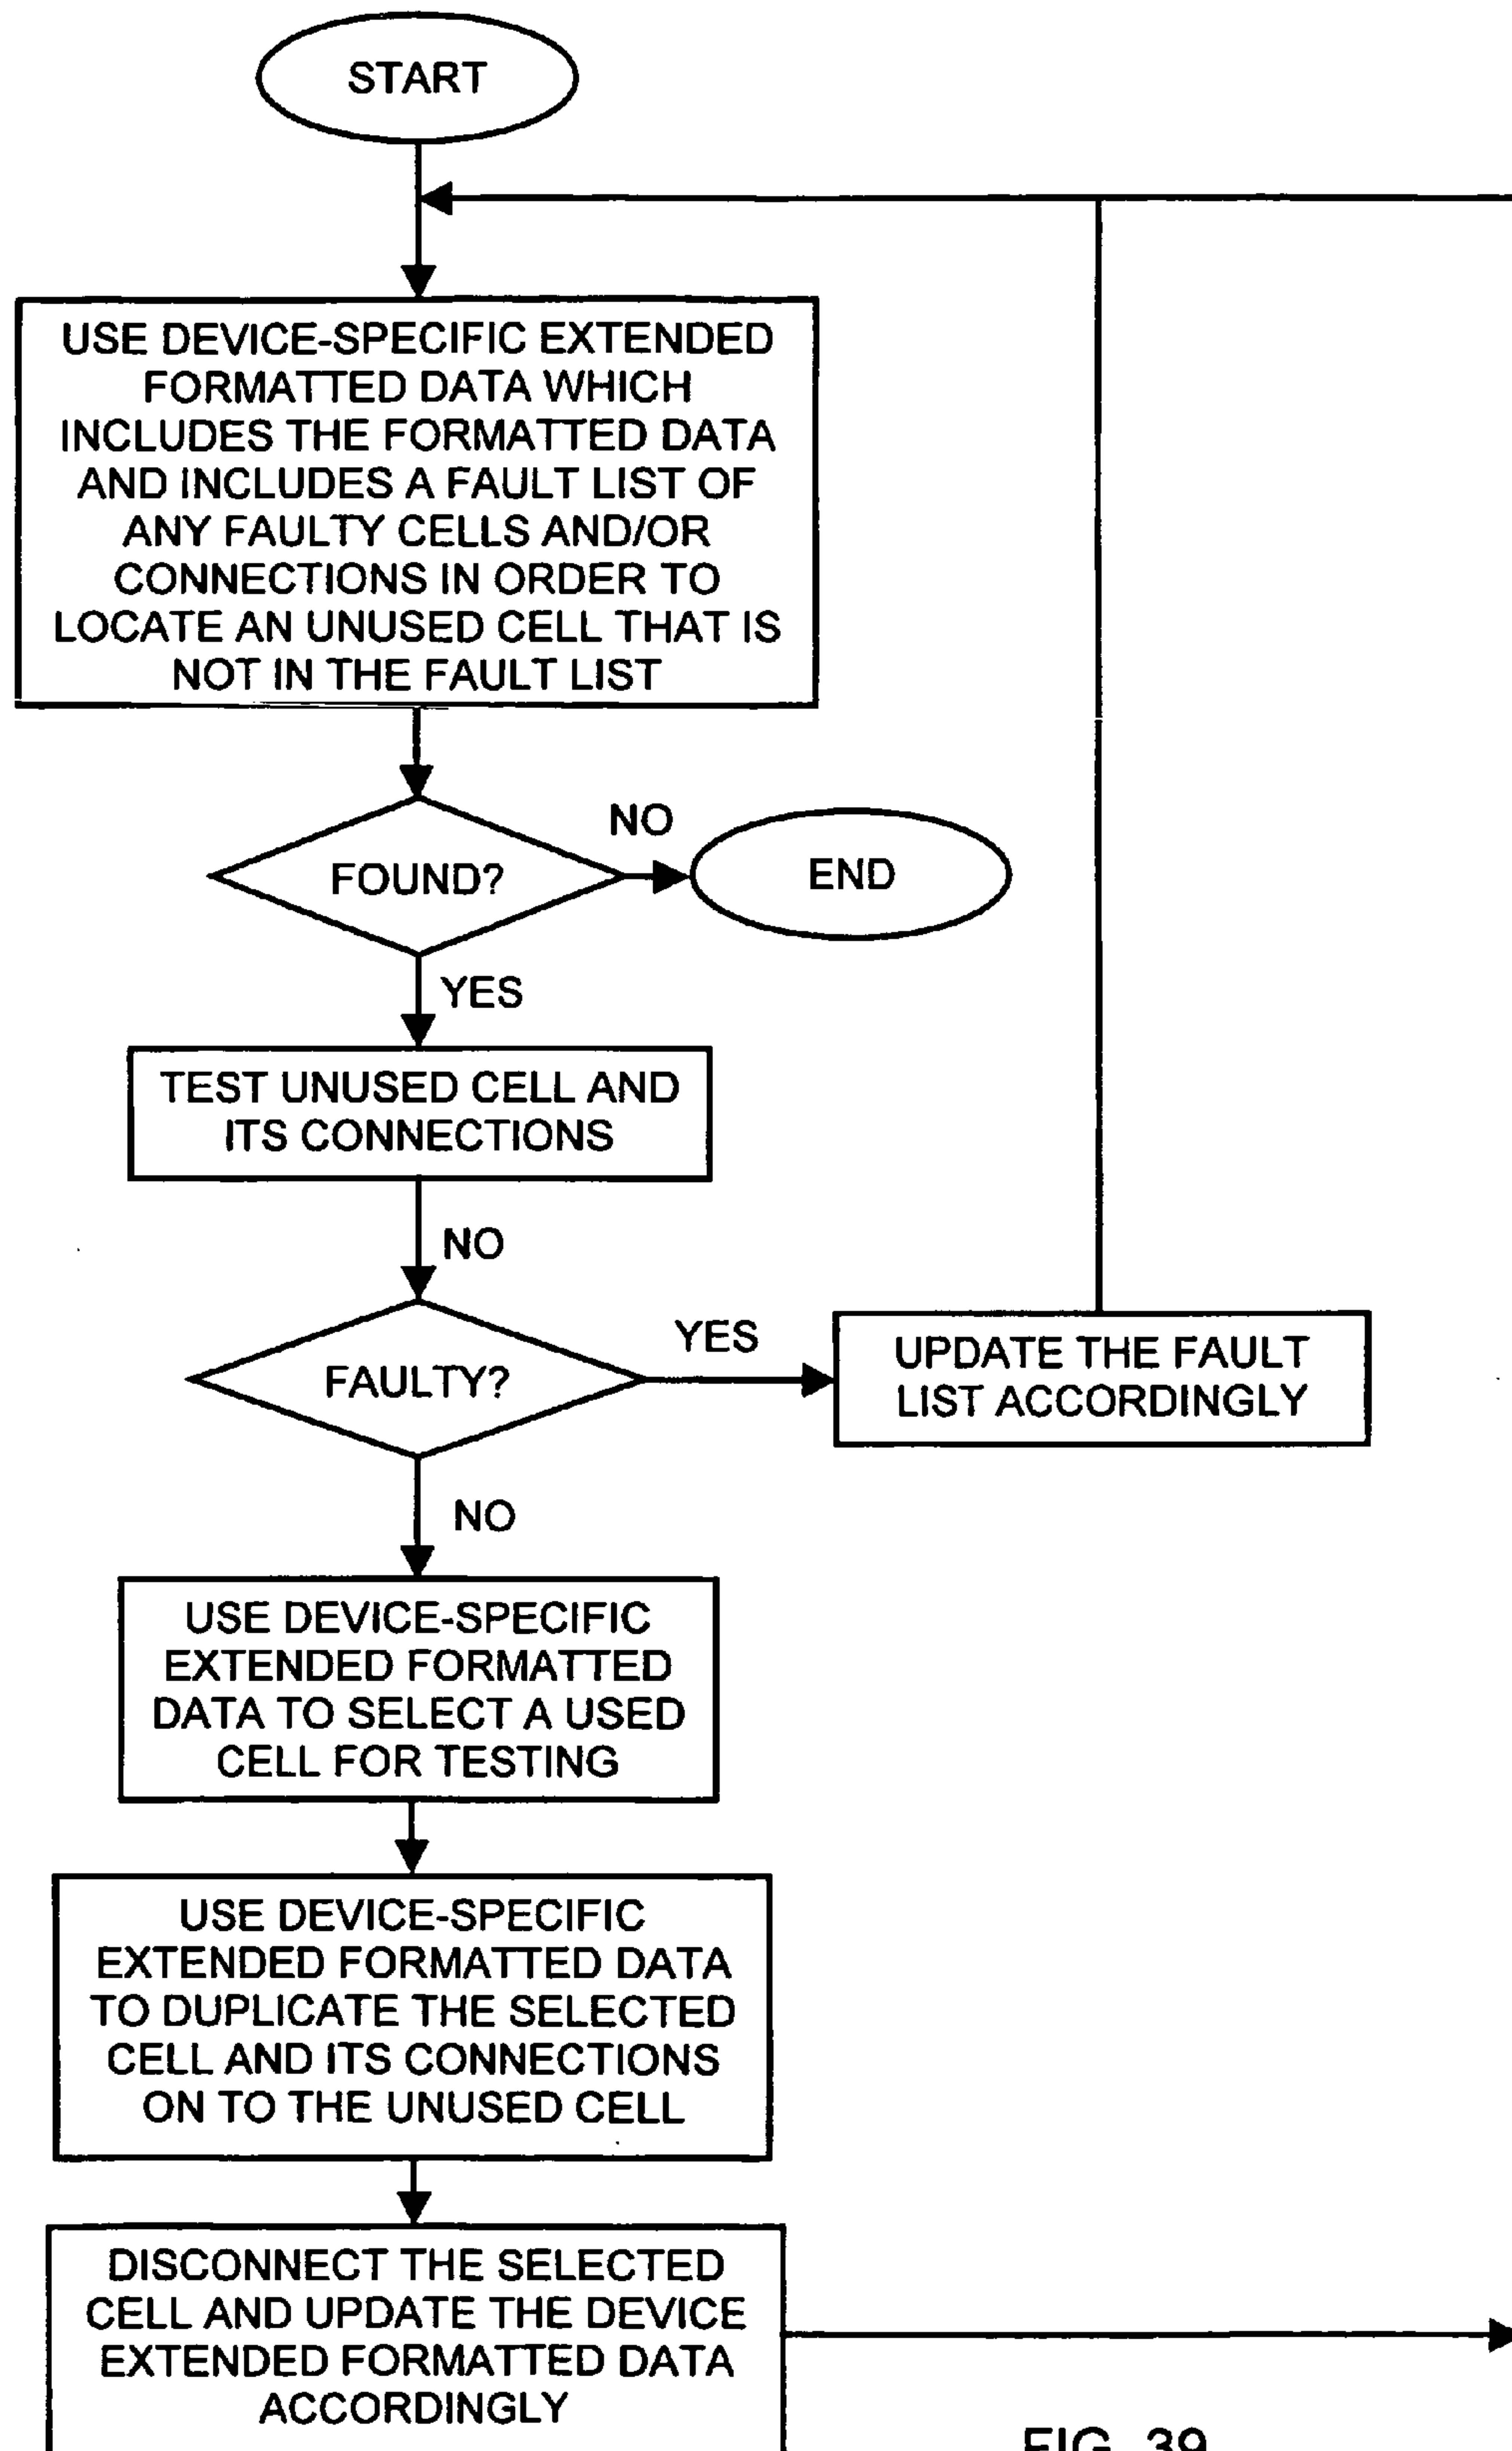 START
USE DEVICE-SPECIFIC EXTENDED
FORMATTED DATA WHICH
INCLUDES THE FORMATTED DATA
AND INCLUDES A FAULT LIST OF
ANY FAULTY CELLS AND/OR
CONNECTIONS IN ORDER TO
LOCATE AN UNUSED CELL THAT IS
NOT IN THE FAULT LIST
FOUND?
NO
END
YES
TEST UNUSED CELL AND
ITS CONNECTIONS
NO
FAULTY?
YES
UPDATE THE FAULT
LIST ACCORDINGLY
NO
USE DEVICE-SPECIFIC
EXTENDED FORMATTED
DATA TO SELECT A USED
CELL FOR TESTING
USE DEVICE-SPECIFIC
EXTENDED FORMATTED DATA
TO DUPLICATE THE SELECTED
CELL AND ITS CONNECTIONS
ON TO THE UNUSED CELL
DISCONNECT THE SELECTED
CELL AND UPDATE THE DEVICE
EXTENDED FORMATTED DATA
ACCORDINGLY
FIG. 39